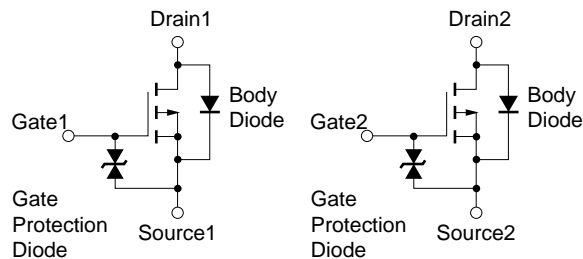 Drain1
Body
Diode
Gate1
Gate
Protection
Diode
Source1
Drain2
Body
Diode
Gate2
Gate
Protection
Diode
Source2